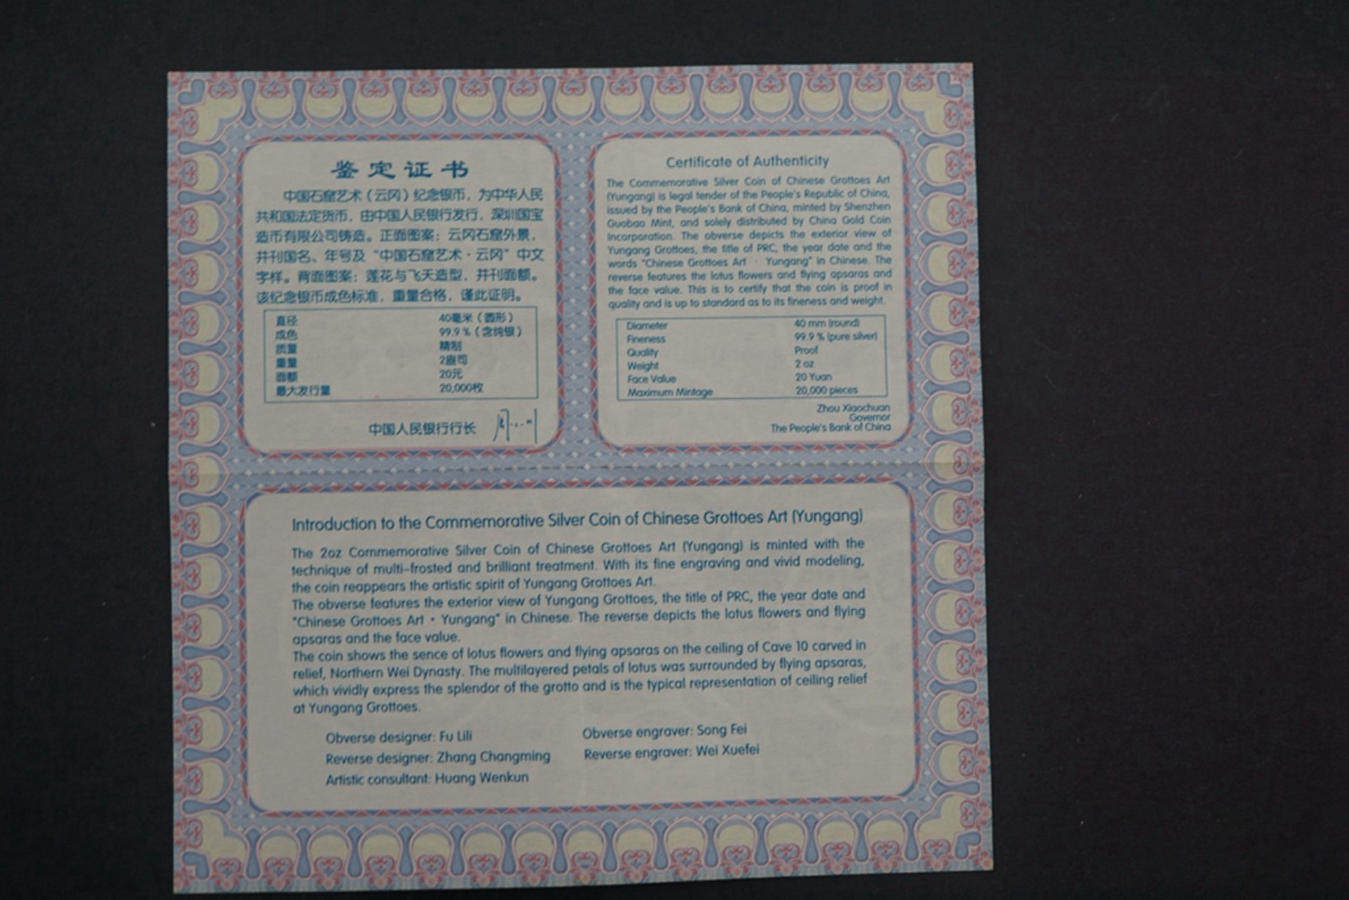 鉴定证书
中国石窟艺术（云冈）纪念银币，为中华人民
共和国法定货币，由中国人民银行发行，深圳国宝
造币有限公司铸造。正面图案：云冈石窟外景，
并刊国名、年号及“中国石窟艺术·云冈”中文
字样。背面图案：莲花与飞天造型，并刊面额。
该纪念银币成色标准，重量合格，谨此证明。
直径 40毫米（圆形）
成色 99.9％（含纯银）
质量 精制
重量 2盎司
面额 20元
最大发行量 20,000枚
中国人民银行行长
Certificate of Authenticity
The Commemorative Silver Coin of Chinese Grottoes Art
(Yungang) is legal tender of the People's Republic of China,
issued by the People's Bank of China, minted by Shenzhen
Guobao Mint, and solely distributed by China Gold Coin
Incorporation. The obverse depicts the exterior view of
Yungang Grottoes, the title of PRC, the year date and the
words "Chinese Grottoes Art · Yungang" in Chinese. The
reverse features the lotus flowers and flying apsaras and
the face value. This is to certify that the coin is proof in
quality and is up to standard as to its fineness and weight.
Diameter 40 mm (round)
Fineness 99.9 % (pure silver)
Quality Proof
Weight 2 oz
Face Value 20 Yuan
Maximum Mintage 20,000 pieces
Zhou Xiaochuan
Governor
The People's Bank of China
Introduction to the Commemorative Silver Coin of Chinese Grottoes Art (Yungang)
The 2oz Commemorative Silver Coin of Chinese Grottoes Art (Yungang) is minted with the
technique of multi-frosted and brilliant treatment. With its fine engraving and vivid modeling,
the coin reappears the artistic spirit of Yungang Grottoes Art.
The obverse features the exterior view of Yungang Grottoes, the title of PRC, the year date and
"Chinese Grottoes Art · Yungang" in Chinese. The reverse depicts the lotus flowers and flying
apsaras and the face value.
The coin shows the sence of lotus flowers and flying apsaras on the ceiling of Cave 10 carved in
relief, Northern Wei Dynasty. The multilayered petals of lotus was surrounded by flying apsaras,
which vividly express the splendor of the grotto and is the typical representation of ceiling relief
at Yungang Grottoes.
Obverse designer: Fu Lili Obverse engraver: Song Fei
Reverse designer: Zhang Changming Reverse engraver: Wei Xuefei
Artistic consultant: Huang Wenkun